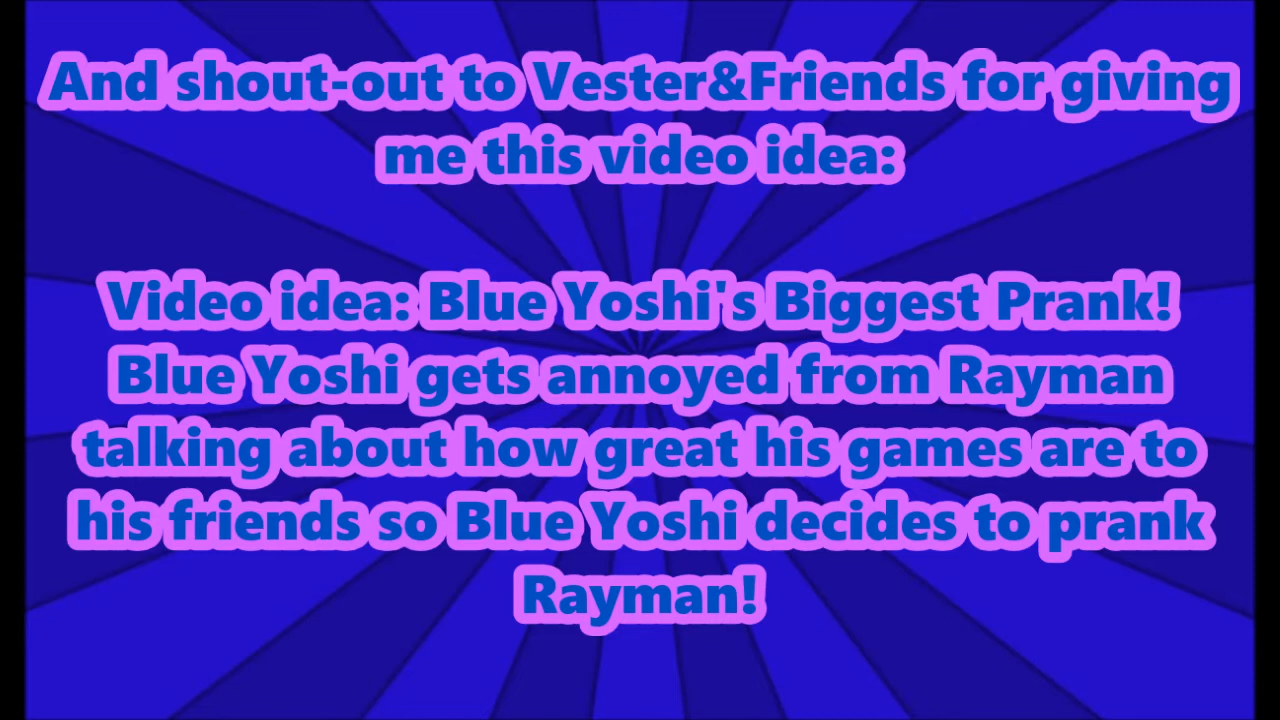 And shout-out to Vester&Friends for giving
me this video idea:
Video idea: Blue Yoshi's Biggest Prank!
Blue Yoshi gets annoyed from Rayman
talking about how great his games are to
his friends so Blue Yoshi decides to prank
Rayman!